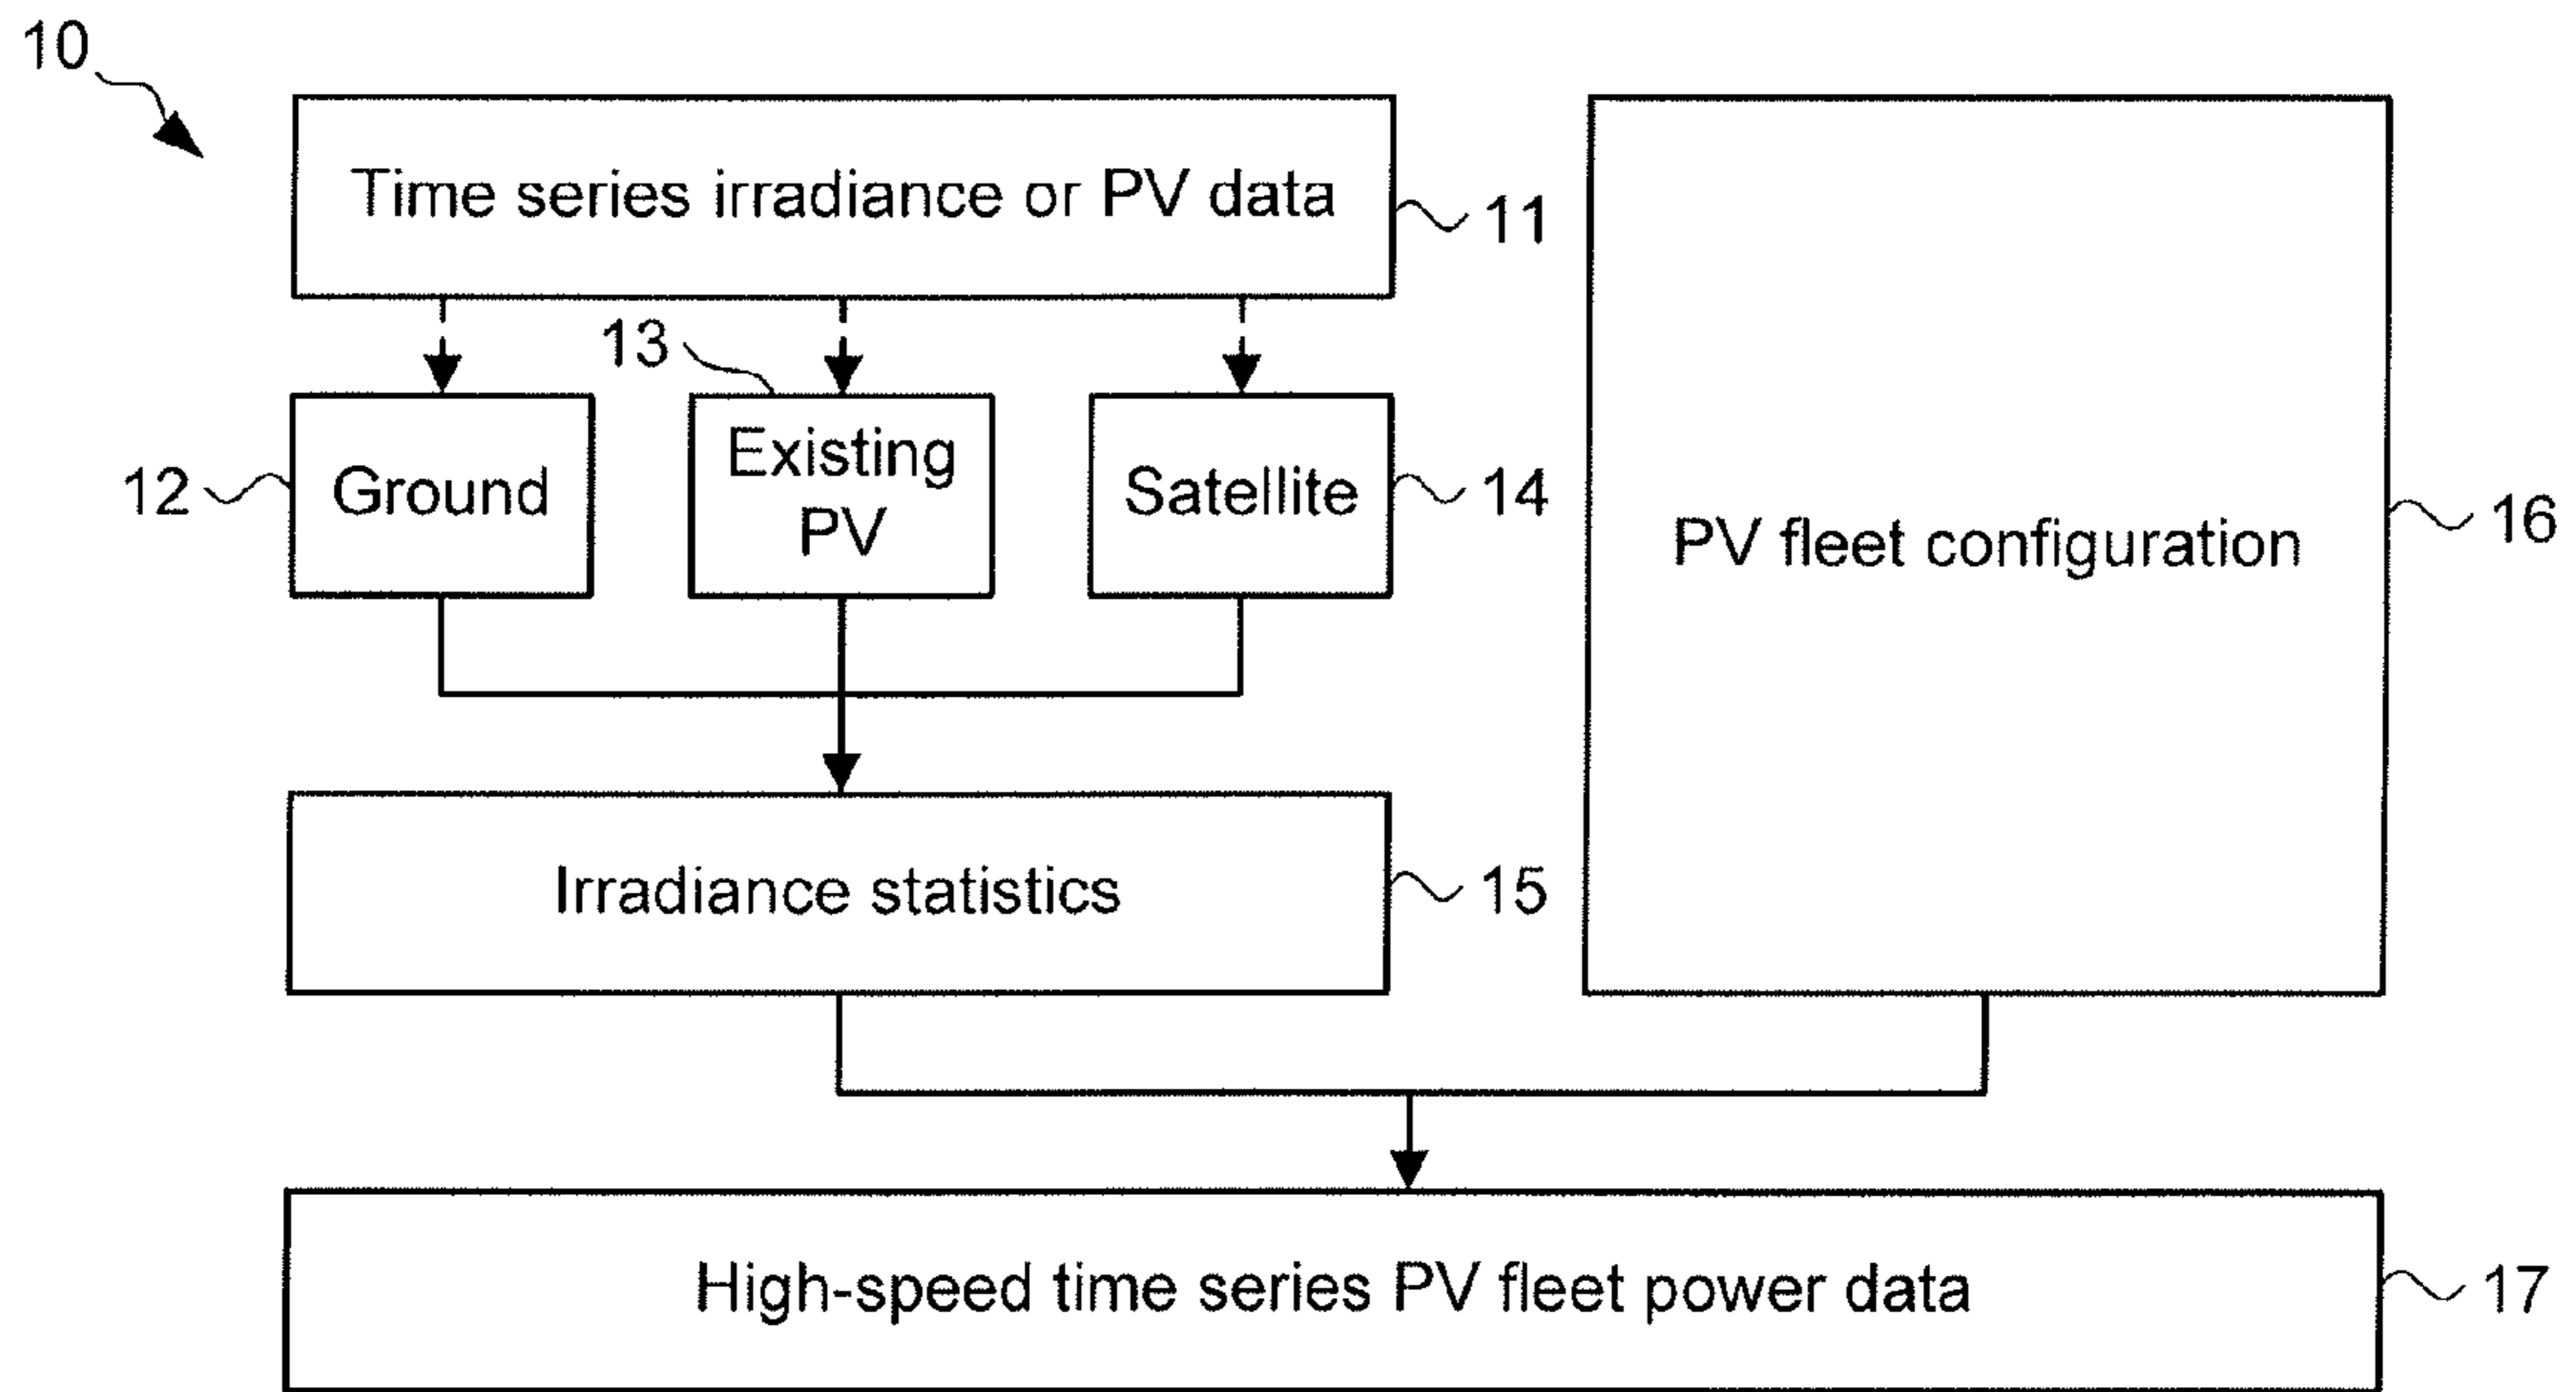 10
Time series irradiance or PV data
11
13
12
Ground
Existing
PV
Satellite
14
PV fleet configuration
16
Irradiance statistics
15
High-speed time series PV fleet power data
17